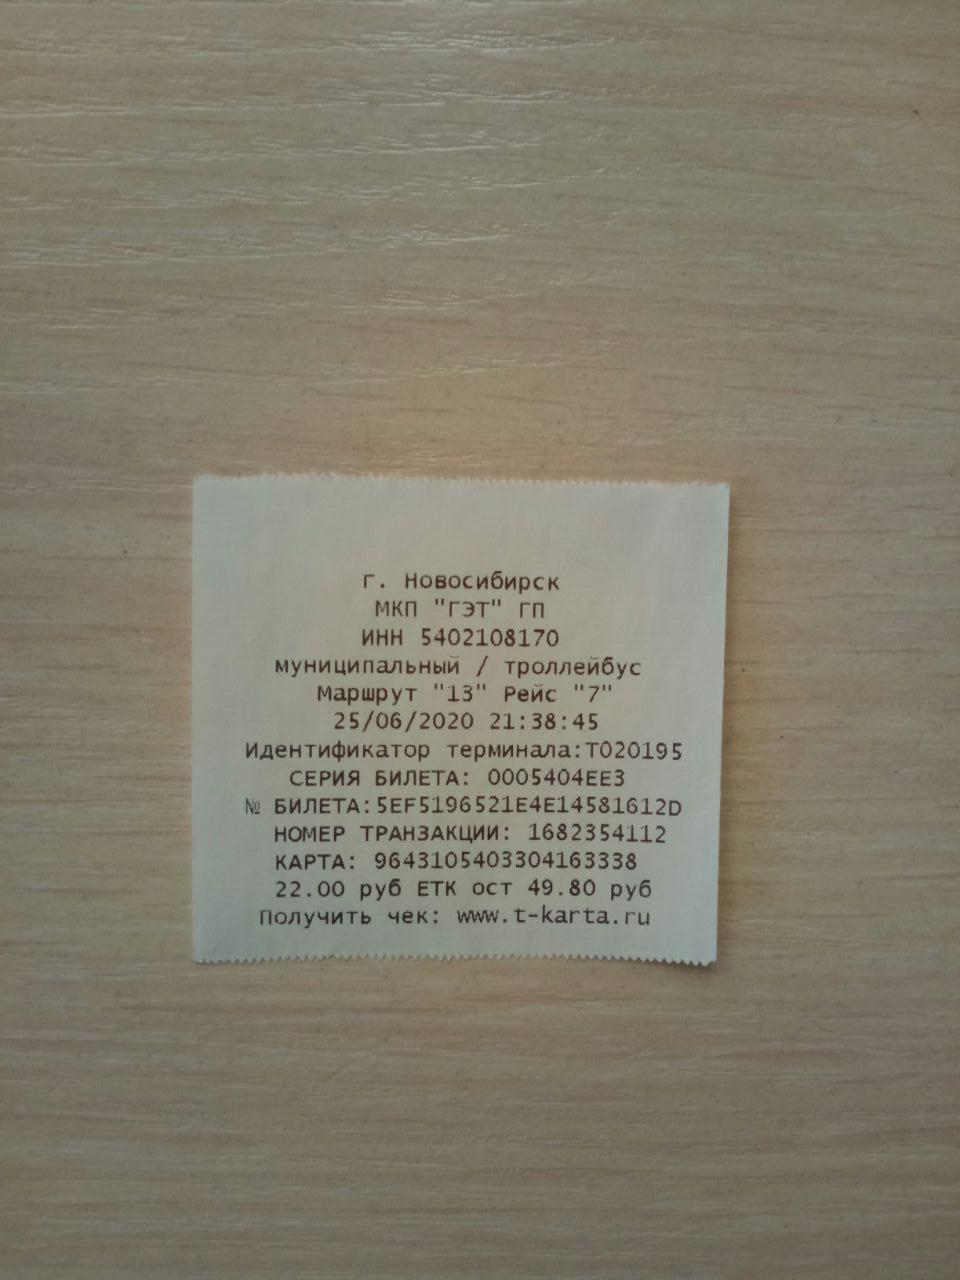 г. Новосибирск
МКП "ГЭТ" ГП
ИНН 5402108170
муниципальный / троллейбус
Маршрут "13" Рейс "7"
25/06/2020 21:38:45
Идентификатор терминала:T020195
СЕРИЯ БИЛЕТА: 0005404EE3
№ БИЛЕТА:5EF5196521E4E14581612D
НОМЕР ТРАНЗАКЦИИ: 1682354112
КАРТА: 9643105403304163338
22.00 руб ЕТК ост 49.80 руб
Получить чек: www.t-karta.ru